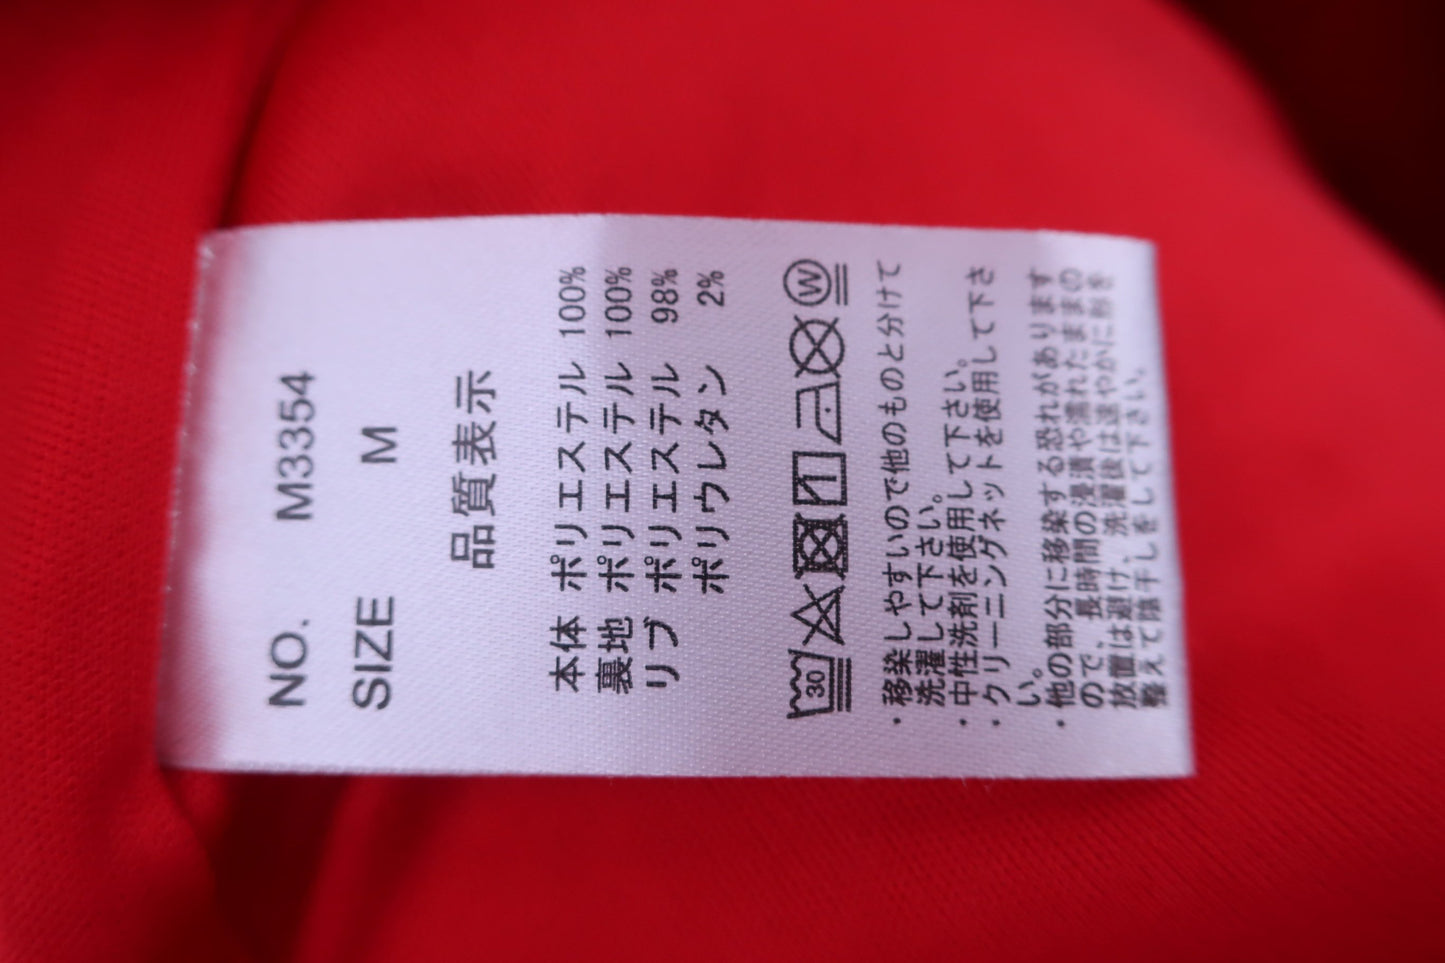 NO. M3354
SIZE M
品質表示
本体 ポリエステル 100%
裏地 ポリエステル 100%
リブ ポリエステル 98%
ポリウレタン 2%
30 W
・移染しやすいので他のものと分けて
洗濯して下さい。
・中性洗剤を使用して下さい。
・クリーニングネットを使用して下さ
い。
・他の部分に移染する恐れがあります
ので、長時間の浸漬や濡れたままの
放置は避け、洗濯後は速やかに形を
整えて陰干しをして下さい。